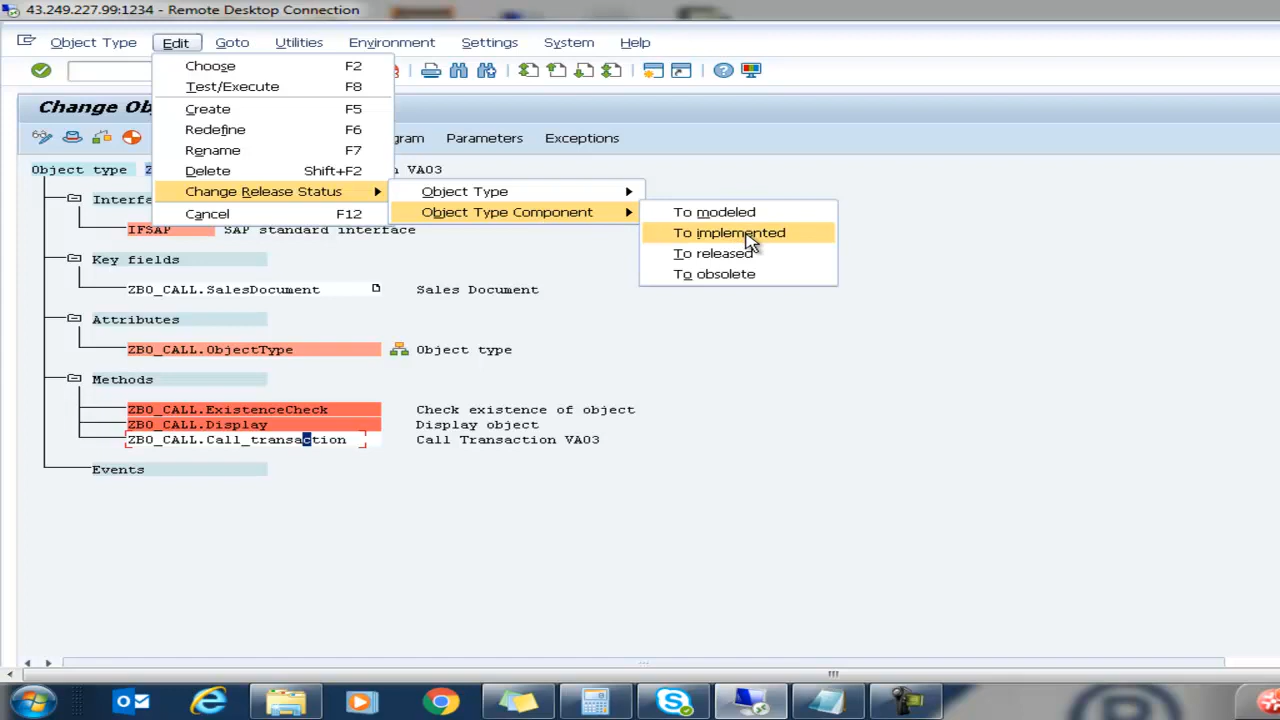 43.249.227.99:1234 - Remote Desktop Connection
Object Type Edit Goto Utilities Environment Settings System Help
Choose F2
Test/Execute F8
Change Ob
Create F5
Redefine F6
gram Parameters Exceptions
Rename F7
Object type Z n VA03
Delete Shift+F2
Change Release Status Object Type
Interfa
Cancel F12 Object Type Component To modeled
IFSAP SAP standard interface To implemented
Key fields To released
To obsolete
ZBO_CALL.SalesDocument Sales Document
Attributes
ZBO_CALL.ObjectType Object type
Methods
ZBO_CALL.ExistenceCheck Check existence of object
ZBO_CALL.Display Display object
ZBO_CALL.Call_transaction Call Transaction VA03
Events